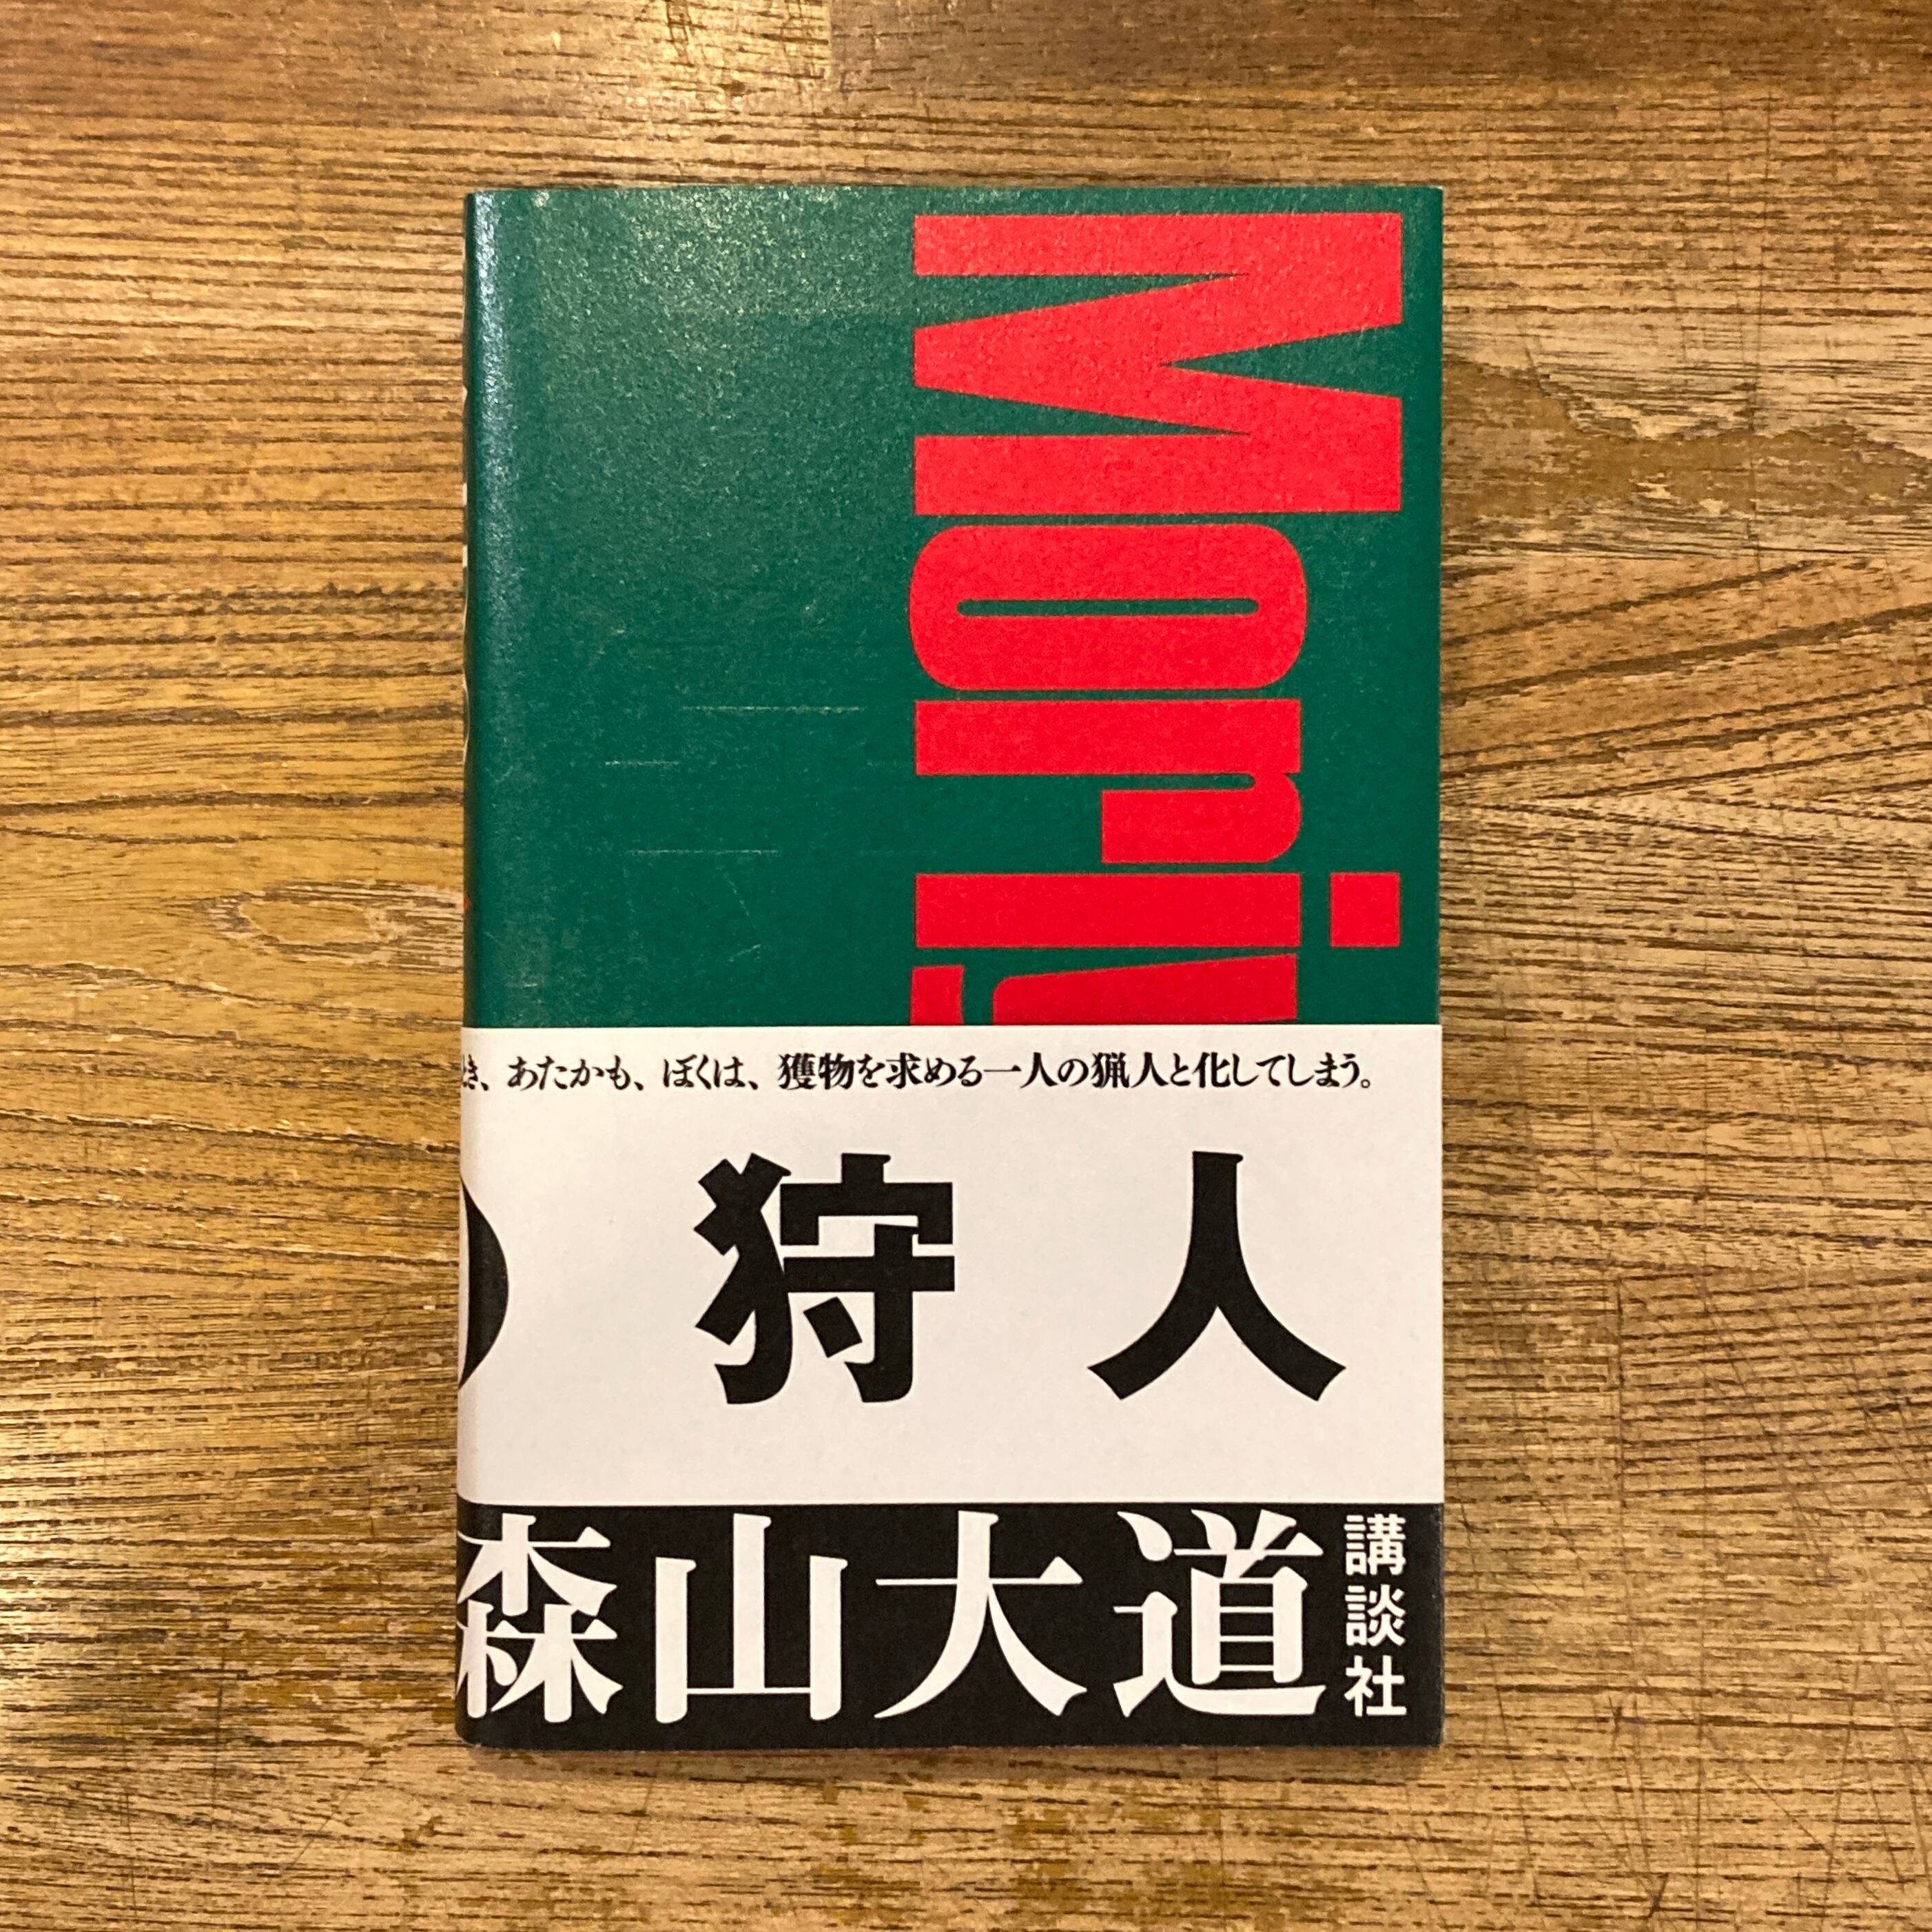 Mori
き、あたかも、ぼくは、獲物を求める一人の猟人と化してしまう。
狩人
森山大道
講談社